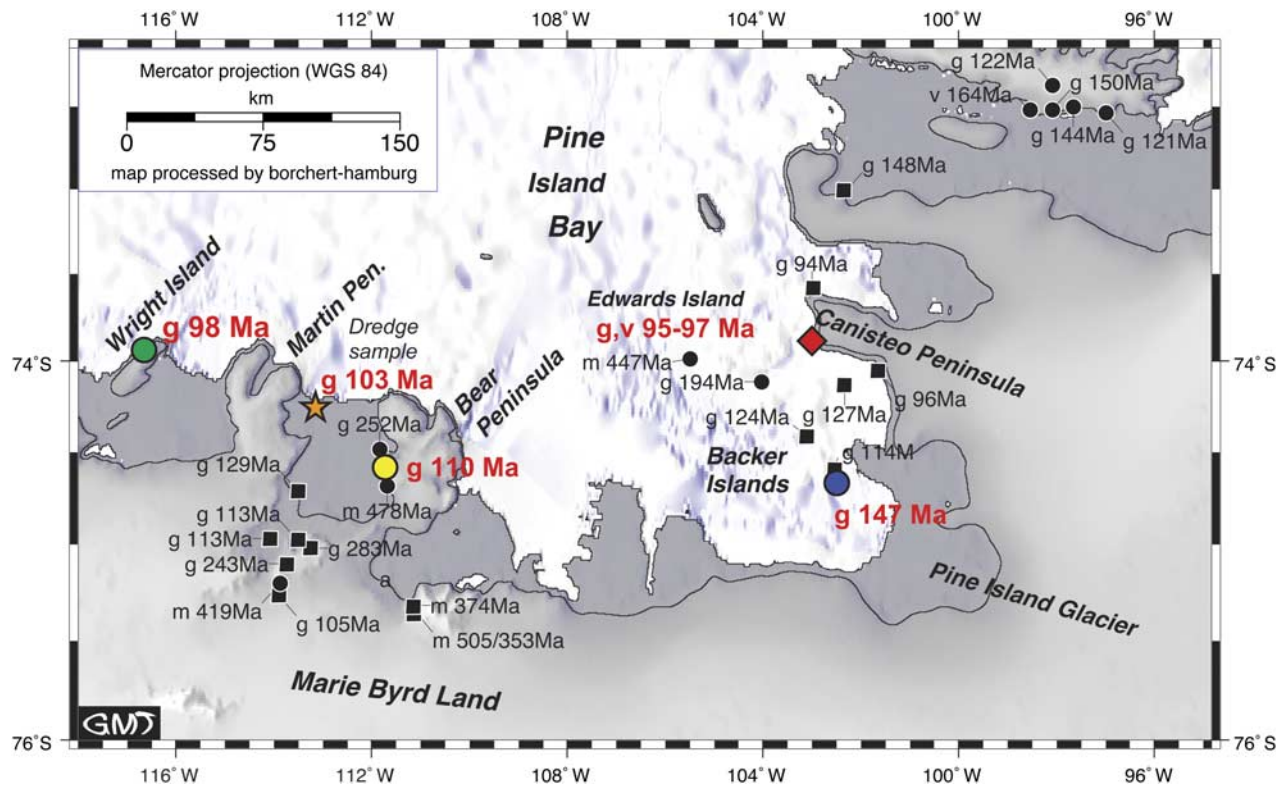 116˚W
112˚W
108˚W
104˚W
100˚W
96˚W
Mercator projection (WGS 84)
km
0
75
150
map processed by borchert-hamburg
Pine
Island
Bay
g 122Ma
g 150Ma
v 164Ma
g 144Ma
g 121Ma
g 148Ma
g 94Ma
Wright Island
g 98 Ma
Martin Pen.
Dredge
sample
g 103 Ma
Bear
Peninsula
Edwards Island
g,v 95-97 Ma
Canisteo Peninsula
m 447Ma
g 194Ma
g 124Ma
g 127Ma
g 96Ma
g 114M
Backer
Islands
g 147 Ma
74˚S
74˚S
g 252Ma
g 110 Ma
m 478Ma
g 129Ma
g 113Ma
g 113Ma
g 283Ma
g 243Ma
m 419Ma
g 105Ma
a
m 374Ma
m 505/353Ma
Pine Island Glacier
Marie Byrd Land
GMT
76˚S
76˚S
116˚W
112˚W
108˚W
104˚W
100˚W
96˚W